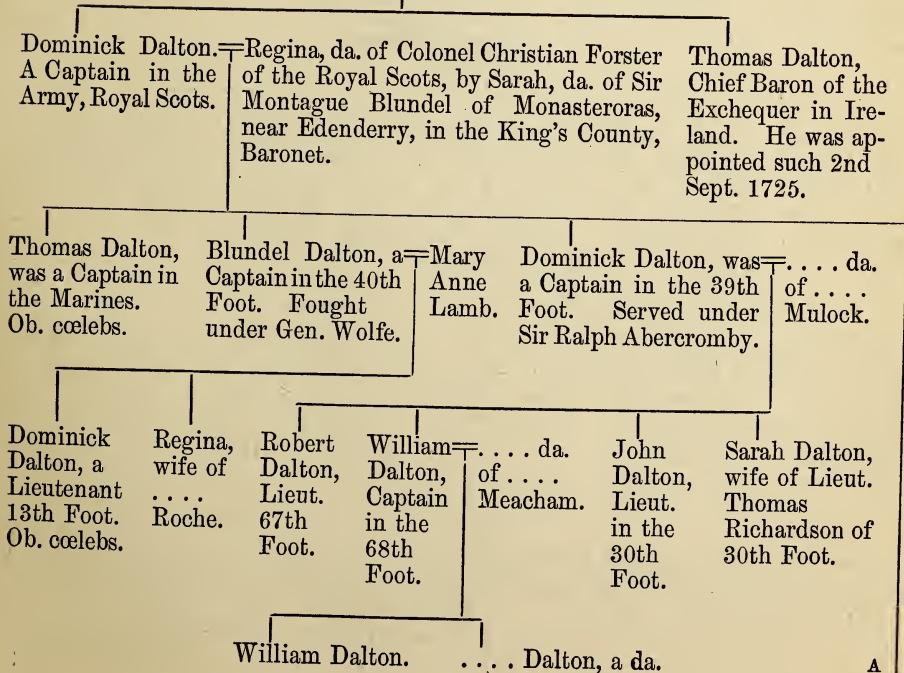 Dominick Dalton.
A Captain in the
Army, Royal Scots.
Regina, da. of Colonel Christian Forster
of the Royal Scots, by Sarah, da. of Sir
Montague Blundel of Monasteroras,
near Edenderry, in the King's County,
Baronet.
Thomas Dalton,
Chief Baron of the
Exchequer in Ire-
land. He was ap-
pointed such 2nd
Sept. 1725.
Thomas Dalton,
was a Captain in
the Marines.
Ob. cœlebs.
Blundel Dalton, a
Captain in the 40th
Foot. Fought
under Gen. Wolfe.
Mary
Anne
Lamb.
Dominick Dalton, was
a Captain in the 39th
Foot. Served under
Sir Ralph Abercromby.
. . . . da.
of . . . .
Mulock.
Dominick
Dalton, a
Lieutenant
13th Foot.
Ob. cœlebs.
Regina,
wife of
. . . .
Roche.
Robert
Dalton,
Lieut.
67th
Foot.
William
Dalton,
Captain
in the
68th
Foot.
. . . . da.
of . . . .
Meacham.
John
Dalton,
Lieut.
in the
30th
Foot.
Sarah Dalton,
wife of Lieut.
Thomas
Richardson of
30th Foot.
William Dalton.
. . . . Dalton, a da.
A